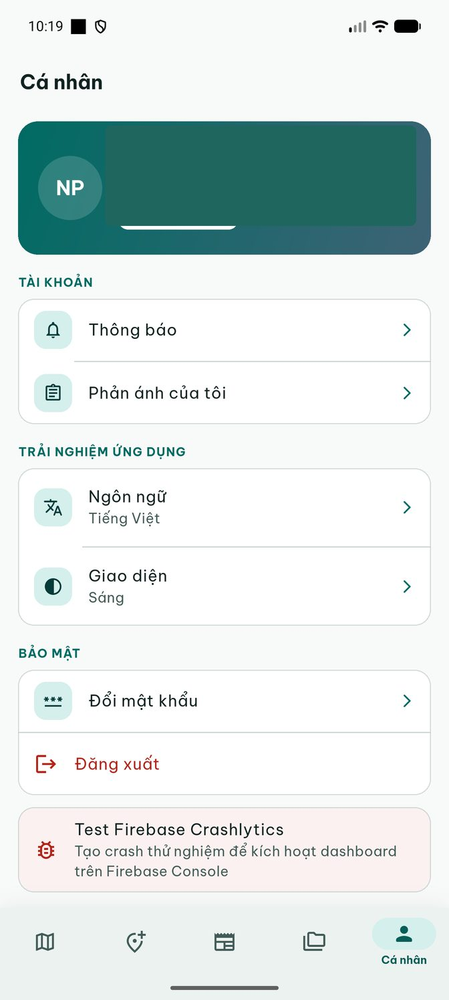 10:19
Cá nhân
NP
TÀI KHOẢN
Thông báo
Phản ánh của tôi
TRẢI NGHIỆM ỨNG DỤNG
Ngôn ngữ
Tiếng Việt
Giao diện
Sáng
BẢO MẬT
Đổi mật khẩu
Đăng xuất
Test Firebase Crashlytics
Tạo crash thử nghiệm để kích hoạt dashboard
trên Firebase Console
Cá nhân